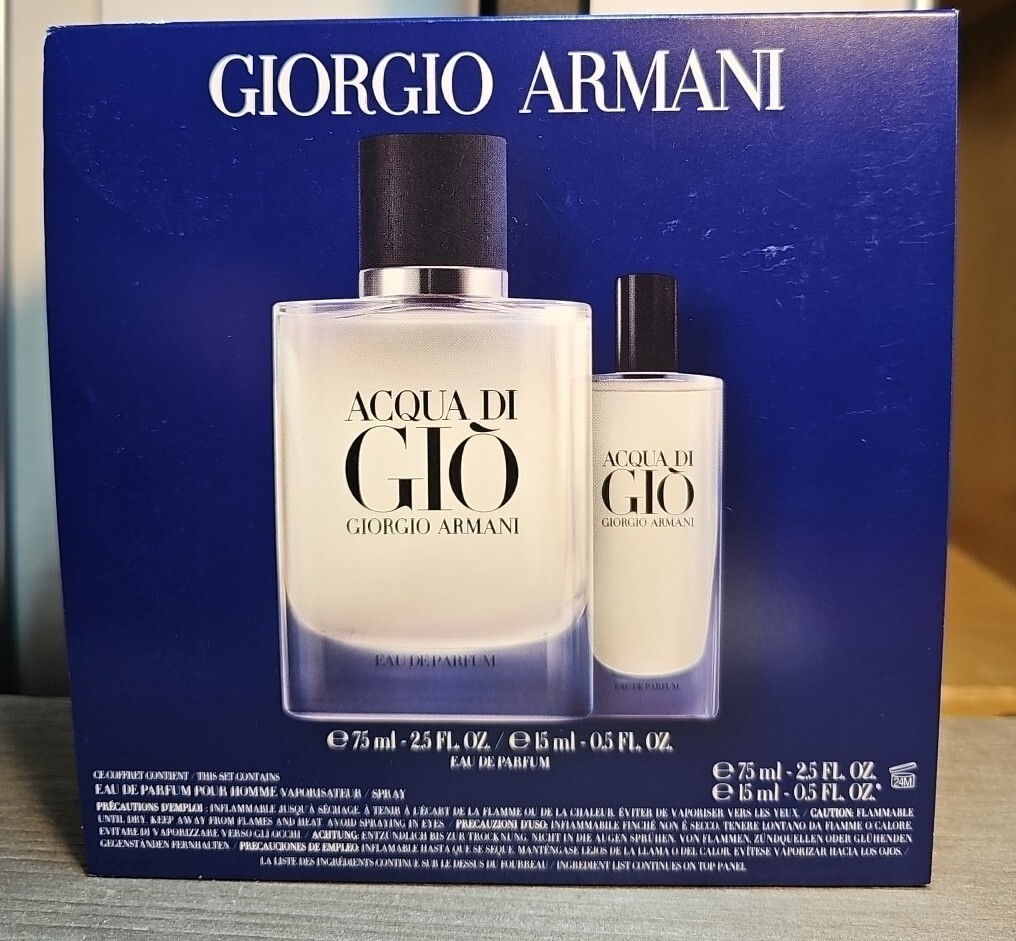 GIORGIO ARMANI
ACQUA DI
GIÒ
GIORGIO ARMANI
EAU DE PARFUM
ACQUA DI
GIÒ
GIORGIO ARMANI
EAU DE PARFUM
℮ 75 ml - 2.5 FL. OZ. / ℮ 15 ml - 0.5 FL. OZ.
EAU DE PARFUM
CE COFFRET CONTIENT / THIS SET CONTAINS
EAU DE PARFUM POUR HOMME VAPORISATEUR / SPRAY
℮ 75 ml - 2.5 FL. OZ.
℮ 15 ml - 0.5 FL. OZ.*
24M
PRÉCAUTIONS D'EMPLOI : INFLAMMABLE JUSQU'À SÉCHAGE. À TENIR À L'ÉCART DE LA FLAMME OU DE LA CHALEUR. ÉVITER DE VAPORISER VERS LES YEUX. / CAUTION: FLAMMABLE
UNTIL DRY. KEEP AWAY FROM FLAMES AND HEAT. AVOID SPRAYING IN EYES. / PRECAUZIONI D'USO: INFIAMMABILE FINCHÉ NON È SECCO. TENERE LONTANO DA FIAMME O CALORE.
EVITARE DI VAPORIZZARE VERSO GLI OCCHI. / ACHTUNG: ENTZÜNDLICH BIS ZUR TROCKNUNG. NICHT IN DIE AUGEN SPRÜHEN. VON FLAMMEN, ZÜNDQUELLEN ODER GLÜHENDEN
GEGENSTÄNDEN FERNHALTEN. / PRECAUCIONES DE EMPLEO: INFLAMABLE HASTA QUE SE SEQUE. MANTÉNGASE LEJOS DE LA LLAMA O DEL CALOR. EVÍTESE VAPORIZAR HACIA LOS OJOS. /
LA LISTE DES INGRÉDIENTS CONTINUE SUR LE DESSUS DU FOURREAU / INGREDIENT LIST CONTINUES ON TOP PANEL